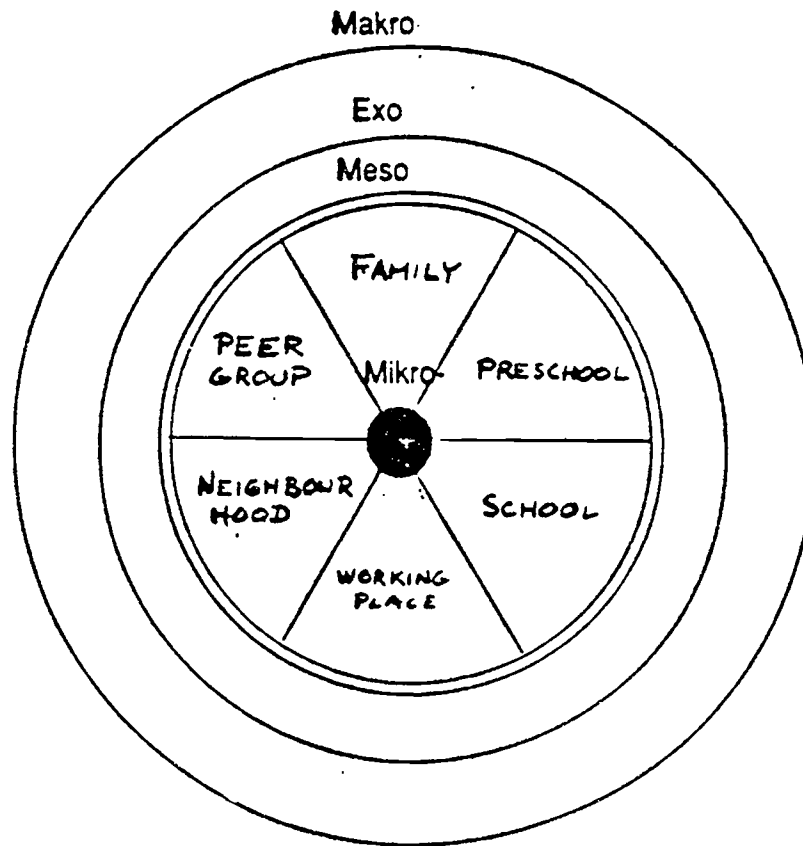 Makro
Exo
Meso
FAMILY
PEER
GROUP
Mikro-
PRESCHOOL
NEIGHBOUR
HOOD
SCHOOL
WORKING
PLACE